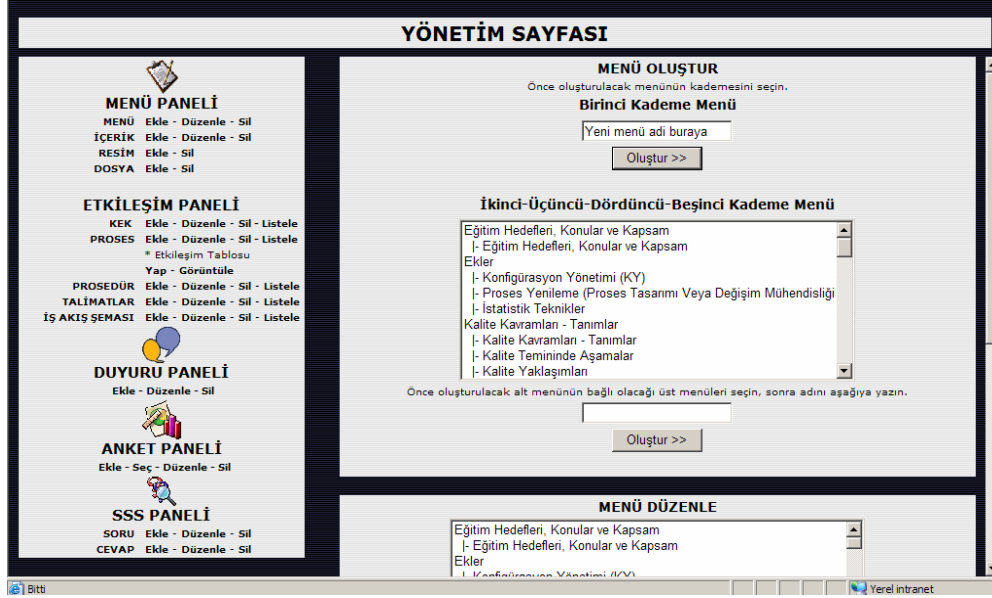 YÖNETİM SAYFASI
MENÜ PANELİ
MENÜ Ekle - Düzenle - Sil
İÇERİK Ekle - Düzenle - Sil
RESİM Ekle - Sil
DOSYA Ekle - Sil
ETKİLEŞİM PANELİ
KEK Ekle - Düzenle - Sil - Listele
PROSES Ekle - Düzenle - Sil - Listele
* Etkileşim Tablosu
Yap - Görüntüle
PROSEDÜR Ekle - Düzenle - Sil - Listele
TALİMATLAR Ekle - Düzenle - Sil - Listele
İŞ AKIŞ ŞEMASI Ekle - Düzenle - Sil - Listele
DUYURU PANELİ
Ekle - Düzenle - Sil
ANKET PANELİ
Ekle - Seç - Düzenle - Sil
SSS PANELİ
SORU Ekle - Düzenle - Sil
CEVAP Ekle - Düzenle - Sil
MENÜ OLUŞTUR
Önce oluşturulacak menünün kademesini seçin.
Birinci Kademe Menü
Yeni menü adi buraya
Oluştur >>
İkinci-Üçüncü-Dördüncü-Beşinci Kademe Menü
Eğitim Hedefleri, Konular ve Kapsam
|- Eğitim Hedefleri, Konular ve Kapsam
Ekler
|- Konfigürasyon Yönetimi (KY)
|- Proses Yenileme (Proses Tasarımı Veya Değişim Mühendisliği
|- İstatistik Teknikler
Kalite Kavramları - Tanımlar
|- Kalite Kavramları - Tanımlar
|- Kalite Temininde Aşamalar
|- Kalite Yaklaşımları
Önce oluşturulacak alt menünün bağlı olacağı üst menüleri seçin, sonra adını aşağıya yazın.
Oluştur >>
MENÜ DÜZENLE
Eğitim Hedefleri, Konular ve Kapsam
|- Eğitim Hedefleri, Konular ve Kapsam
Ekler
|- Konfigürasyon Yönetimi (KY)
Bitti
Yerel intranet